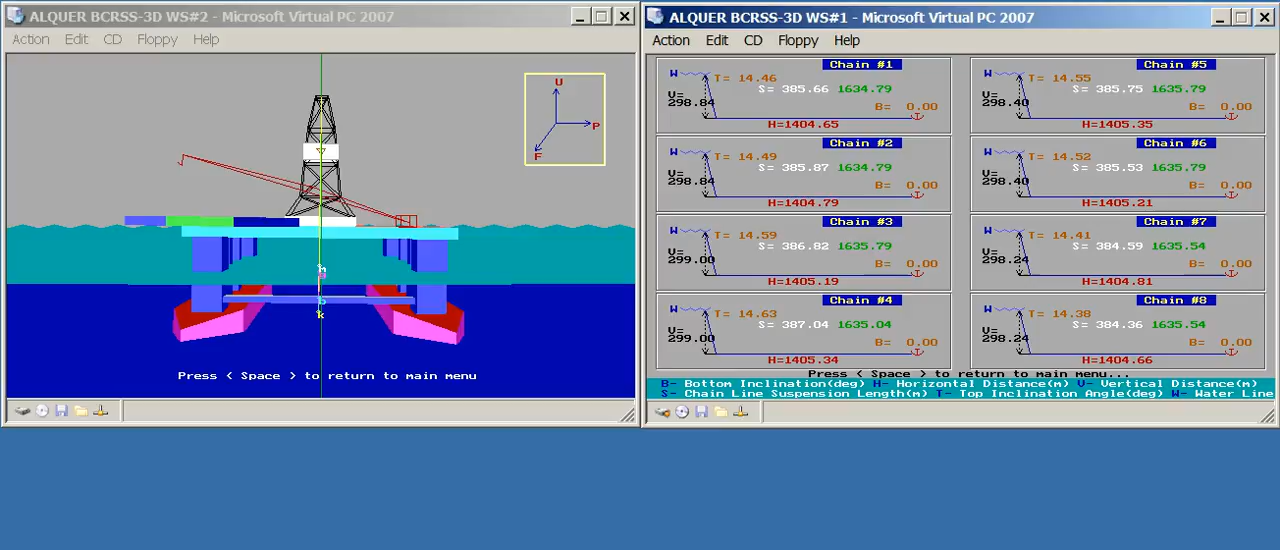 ALQUER BCRSS-3D WS#2 - Microsoft Virtual PC 2007
Action Edit CD Floppy Help
U
P
F
h
b
k
Press < Space > to return to main menu
ALQUER BCRSS-3D WS#1 - Microsoft Virtual PC 2007
Action Edit CD Floppy Help
Chain #1
W T= 14.46
S= 385.66 1634.79
V= 298.84
B= 0.00
H=1404.65
Chain #5
W T= 14.55
S= 385.75 1635.79
V= 298.40
B= 0.00
H=1405.35
Chain #2
W T= 14.49
S= 385.87 1634.79
V= 298.84
B= 0.00
H=1404.79
Chain #6
W T= 14.52
S= 385.53 1635.79
V= 298.40
B= 0.00
H=1405.21
Chain #3
W T= 14.59
S= 386.82 1635.79
V= 299.00
B= 0.00
H=1405.19
Chain #7
W T= 14.41
S= 384.59 1635.54
V= 298.24
B= 0.00
H=1404.81
Chain #4
W T= 14.63
S= 387.04 1635.04
V= 299.00
B= 0.00
H=1405.34
Chain #8
W T= 14.38
S= 384.36 1635.54
V= 298.24
B= 0.00
H=1404.66
Press < Space > to return to main menu...
B- Bottom Inclination(deg) H- Horizontal Distance(m) V- Vertical Distance(m)
S- Chain Line Suspension Length(m) T- Top Inclination Angle(deg) W- Water Line